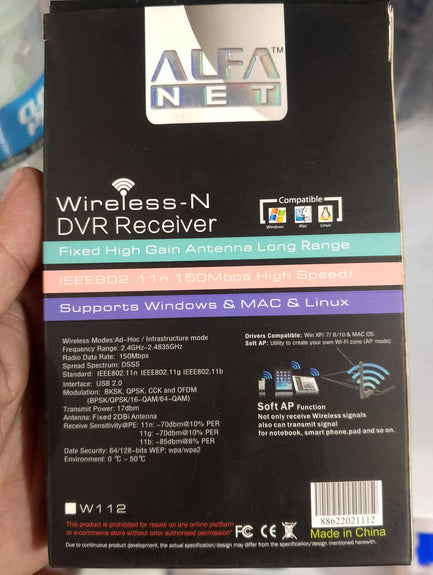 ALFA™
NET
Wireless-N
DVR Receiver
Compatible
Windows Mac Linux
Fixed High Gain Antenna Long Range
IEEE802.11n 150Mbps High Speed!
Supports Windows & MAC & Linux
Wireless Modes:Ad-Hoc / Infrastructure mode
Frequency Range: 2.4GHz-2.4835GHz
Radio Data Rate: 150Mbps
Spread Spectrum: DSSS
Standard: IEEE802.11n IEEE802.11g IEEE802.11b
Interface: USB 2.0
Modulation: BKSK, QPSK, CCK and OFDM
(BPSK/QPSK/16-QAM/64-QAM)
Transmit Power: 17dbm
Antenna: Fixed 2DBi Antenna
Receive Sensitivity@PE: 11n: -70dbm@10% PER
11g: -70dbm@10% PER
11b: -85dbm@8% PER
Date Security: 64/128-bits WEP; wpa/wpa2
Environment: 0 ℃ ~ 50℃
Drivers Compatible: Win XP/ 7/ 8/10 & MAC OS
Soft AP: Utility to create your own Wi-Fi zone (AP mode)
Soft AP Function
Not only receive Wireless signals
also can transmit signal
for notebook, smart phone,pad and so on.
W112
This product is prohibited for resale on any online platform
or e-commerce store without prior authorised permission"
FC CE
Made in China
88622021112
Due to continuous product development, the actual specification/design may differ from the specification/design mentioned herewith.